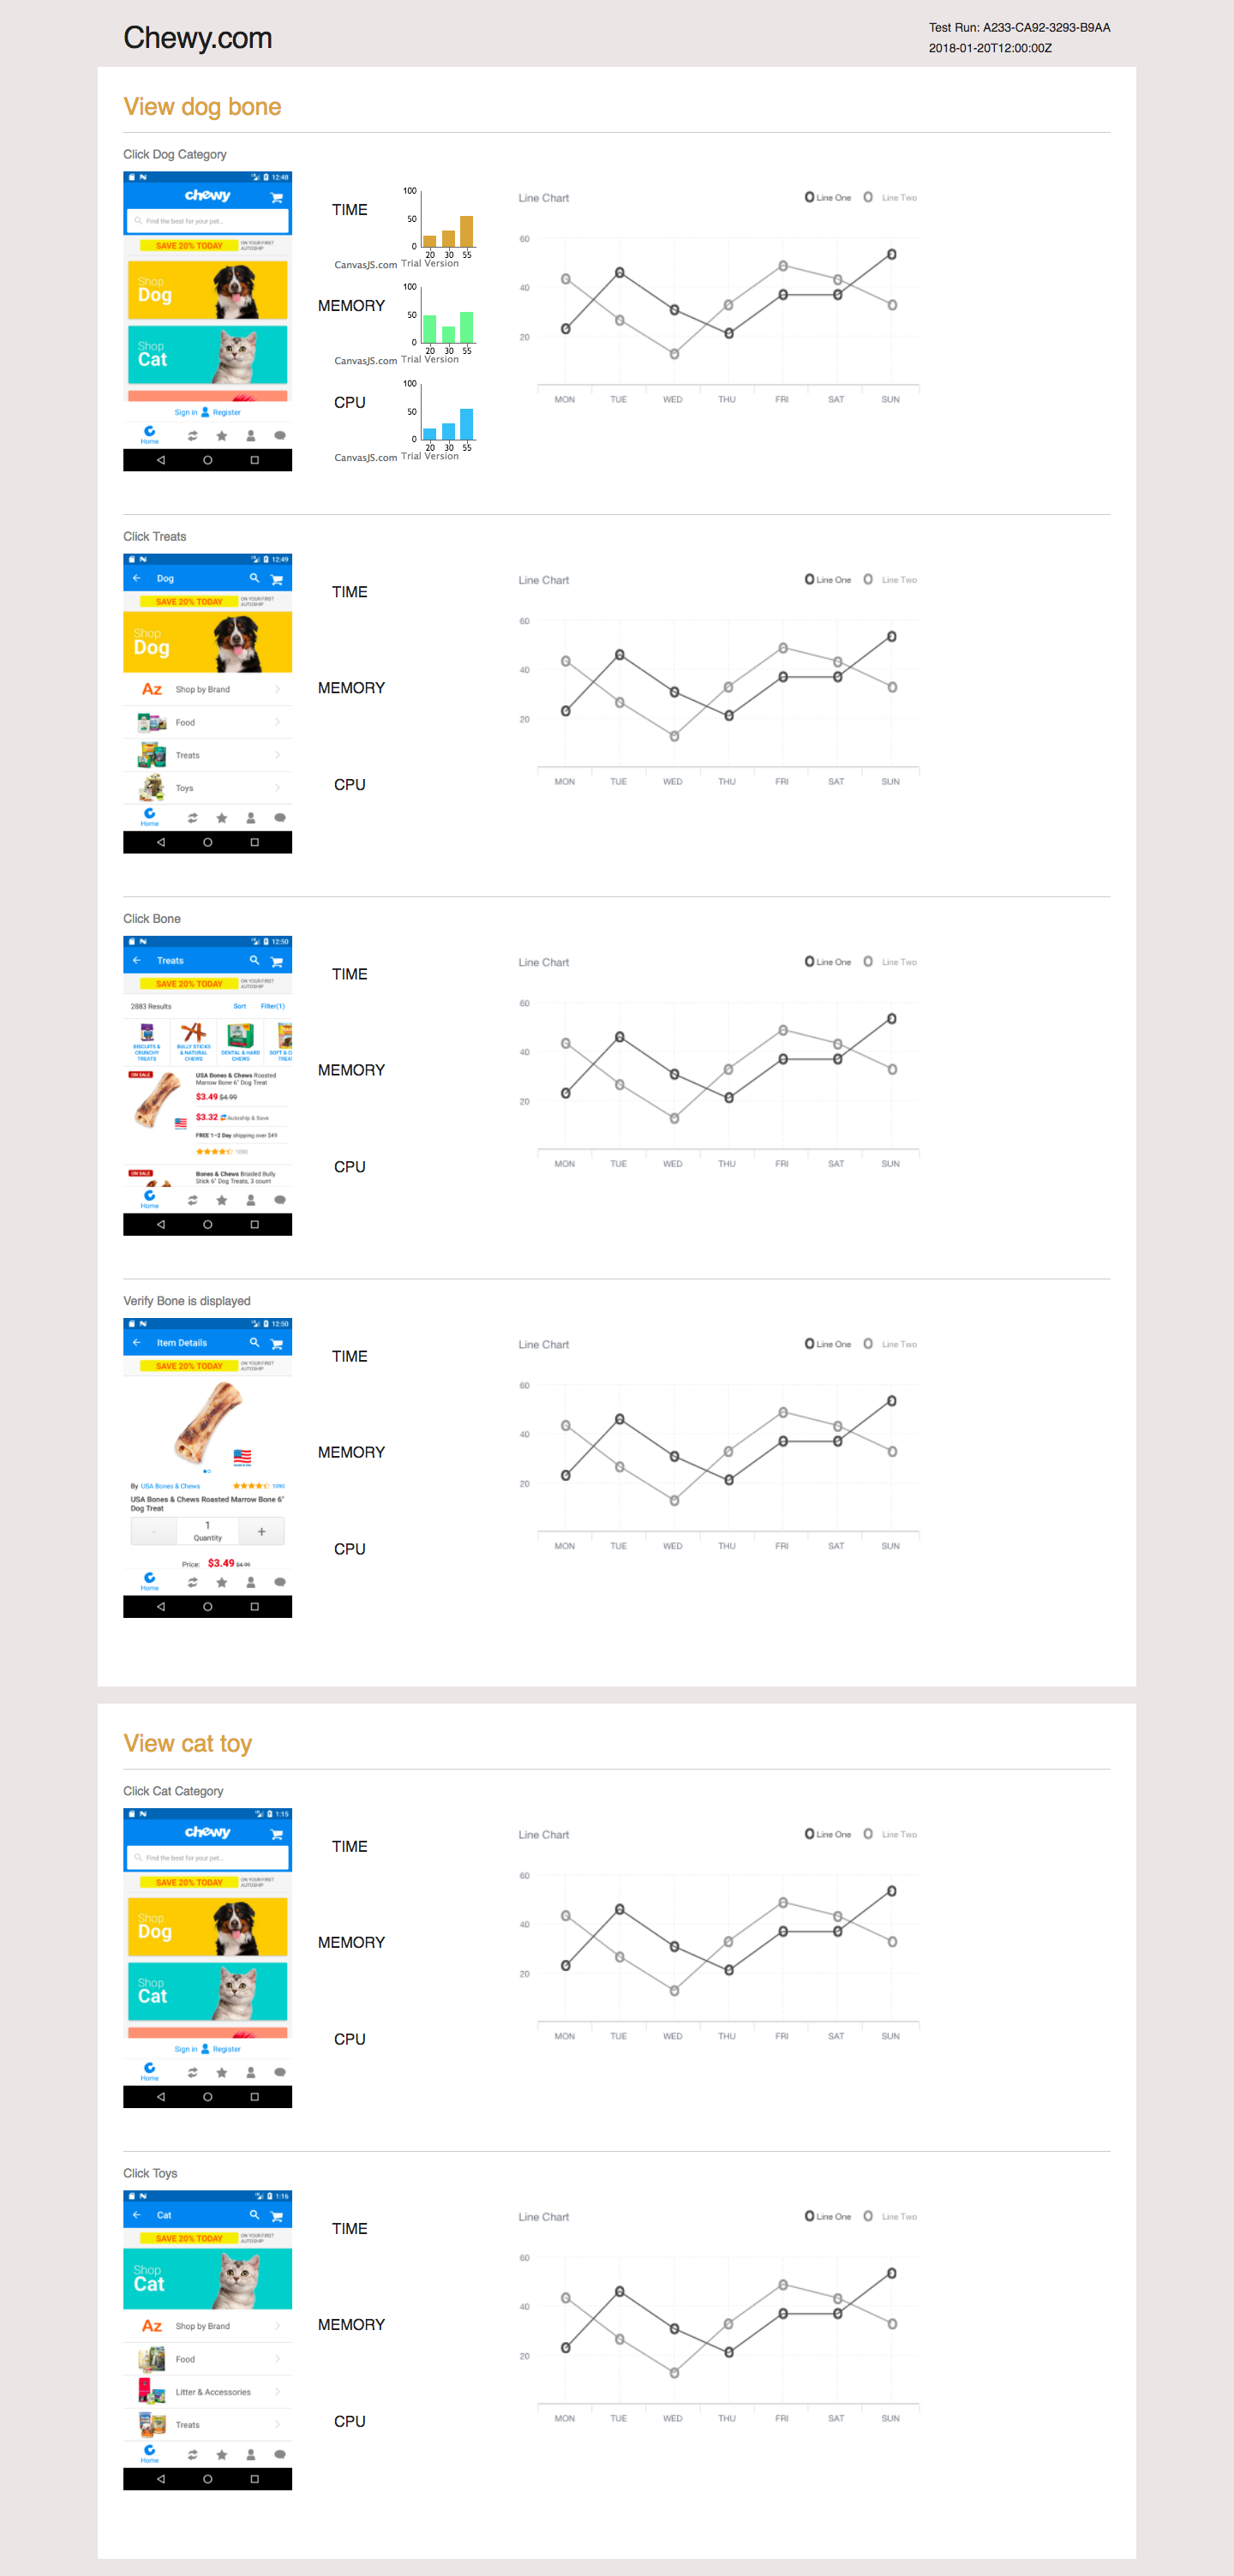 Chewy.com
Test Run: A233-CA92-3293-B9AA
2018-01-20T12:00:00Z
View dog bone
Click Dog Category
12:48
chewy
Find the best for your pet...
SAVE 20% TODAY
ON YOUR FIRST
AUTOSHIP
Shop
Dog
Shop
Cat
Sign in
Register
Home
TIME
100
50
0
20 30 55
CanvasJS.com Trial Version
MEMORY
100
50
0
20 30 55
CanvasJS.com Trial Version
CPU
100
50
0
20 30 55
CanvasJS.com Trial Version
Line Chart
Line One
Line Two
60
40
20
MON TUE WED THU FRI SAT SUN
Click Treats
12:49
Dog
SAVE 20% TODAY
ON YOUR FIRST
AUTOSHIP
Shop
Dog
Az Shop by Brand
Food
Treats
Toys
Home
TIME
MEMORY
CPU
Line Chart
Line One
Line Two
60
40
20
MON TUE WED THU FRI SAT SUN
Click Bone
12:50
Treats
SAVE 20% TODAY
ON YOUR FIRST
AUTOSHIP
2883 Results
Sort
Filter(1)
BISCUITS &
CRUNCHY
TREATS
BULLY STICKS
& NATURAL
CHEWS
DENTAL & HARD
CHEWS
SOFT & C
TREA
ON SALE
USA Bones & Chews Roasted
Marrow Bone 6" Dog Treat
$3.49 $4.99
$3.32 Autoship & Save
FREE 1-2 Day shipping over $49
1090
ON SALE
Bones & Chews Braided Bully
Stick 6" Dog Treats, 3 count
Home
TIME
MEMORY
CPU
Line Chart
Line One
Line Two
60
40
20
MON TUE WED THU FRI SAT SUN
Verify Bone is displayed
12:50
Item Details
SAVE 20% TODAY
ON YOUR FIRST
AUTOSHIP
By USA Bones & Chews
1090
USA Bones & Chews Roasted Marrow Bone 6"
Dog Treat
-
1
Quantity
+
Price: $3.49 $4.99
Home
TIME
MEMORY
CPU
Line Chart
Line One
Line Two
60
40
20
MON TUE WED THU FRI SAT SUN
View cat toy
Click Cat Category
1:15
chewy
Find the best for your pet...
SAVE 20% TODAY
ON YOUR FIRST
AUTOSHIP
Shop
Dog
Shop
Cat
Sign in
Register
Home
TIME
MEMORY
CPU
Line Chart
Line One
Line Two
60
40
20
MON TUE WED THU FRI SAT SUN
Click Toys
1:16
Cat
SAVE 20% TODAY
ON YOUR FIRST
AUTOSHIP
Shop
Cat
Az Shop by Brand
Food
Litter & Accessories
Treats
Home
TIME
MEMORY
CPU
Line Chart
Line One
Line Two
60
40
20
MON TUE WED THU FRI SAT SUN